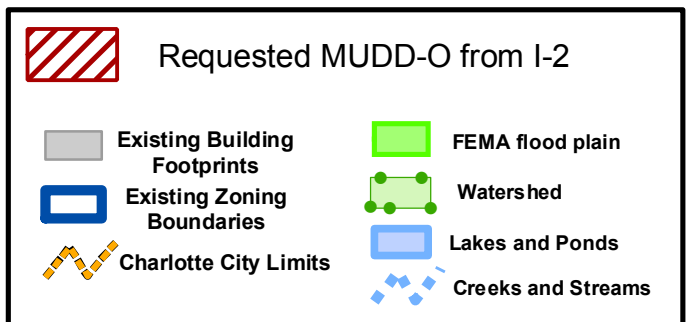 Requested MUDD-O from I-2
Existing Building
Footprints
Existing Zoning
Boundaries
Charlotte City Limits
FEMA flood plain
Watershed
Lakes and Ponds
Creeks and Streams